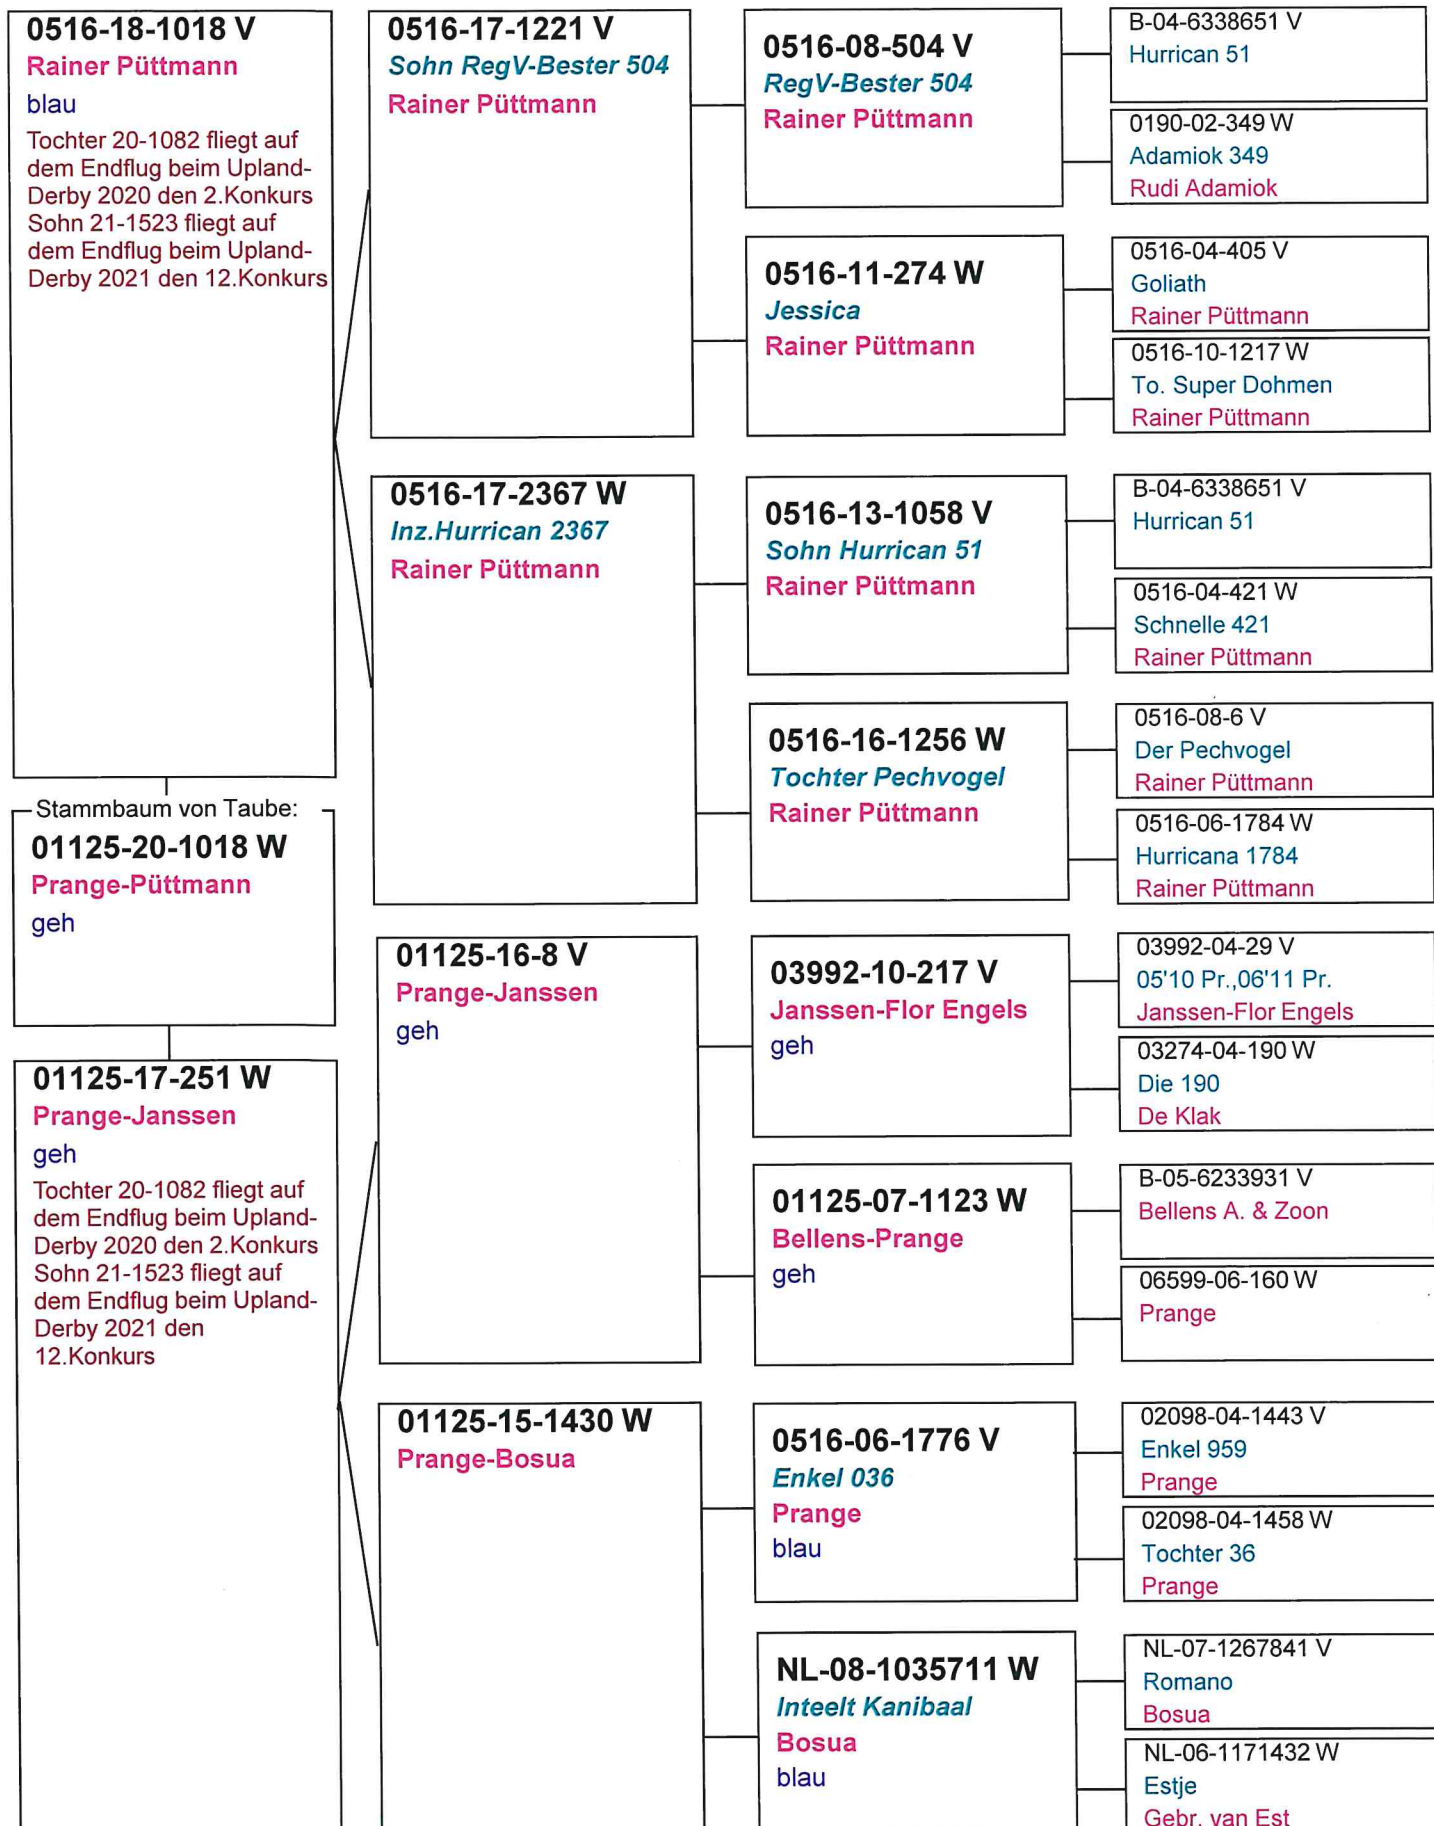 0516-18-1018 V
Rainer Püttmann
blau
Tochter 20-1082 fliegt auf
dem Endflug beim Upland-
Derby 2020 den 2.Konkurs
Sohn 21-1523 fliegt auf
dem Endflug beim Upland-
Derby 2021 den 12.Konkurs
Stammbaum von Taube:
01125-20-1018 W
Prange-Püttmann
geh
01125-17-251 W
Prange-Janssen
geh
Tochter 20-1082 fliegt auf
dem Endflug beim Upland-
Derby 2020 den 2.Konkurs
Sohn 21-1523 fliegt auf
dem Endflug beim Upland-
Derby 2021 den
12.Konkurs
0516-17-1221 V
Sohn RegV-Bester 504
Rainer Püttmann
0516-17-2367 W
Inz.Hurrican 2367
Rainer Püttmann
01125-16-8 V
Prange-Janssen
geh
01125-15-1430 W
Prange-Bosua
0516-08-504 V
RegV-Bester 504
Rainer Püttmann
0516-11-274 W
Jessica
Rainer Püttmann
0516-13-1058 V
Sohn Hurrican 51
Rainer Püttmann
0516-16-1256 W
Tochter Pechvogel
Rainer Püttmann
03992-10-217 V
Janssen-Flor Engels
geh
01125-07-1123 W
Bellens-Prange
geh
0516-06-1776 V
Enkel 036
Prange
blau
NL-08-1035711 W
Inteelt Kanibaal
Bosua
blau
B-04-6338651 V
Hurrican 51
0190-02-349 W
Adamiok 349
Rudi Adamiok
0516-04-405 V
Goliath
Rainer Püttmann
0516-10-1217 W
To. Super Dohmen
Rainer Püttmann
B-04-6338651 V
Hurrican 51
0516-04-421 W
Schnelle 421
Rainer Püttmann
0516-08-6 V
Der Pechvogel
Rainer Püttmann
0516-06-1784 W
Hurricana 1784
Rainer Püttmann
03992-04-29 V
05'10 Pr.,06'11 Pr.
Janssen-Flor Engels
03274-04-190 W
Die 190
De Klak
B-05-6233931 V
Bellens A. & Zoon
06599-06-160 W
Prange
02098-04-1443 V
Enkel 959
Prange
02098-04-1458 W
Tochter 36
Prange
NL-07-1267841 V
Romano
Bosua
NL-06-1171432 W
Estje
Gebr. van Est